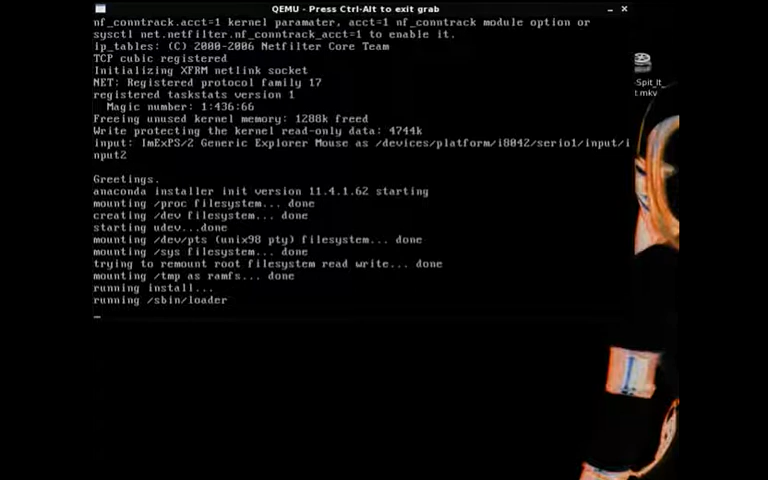 QEMU - Press Ctrl-Alt to exit grab
nf_conntrack.acct=1 kernel paramater, acct=1 nf_conntrack module option or
sysctl net.netfilter.nf_conntrack_acct=1 to enable it.
ip_tables: (C) 2000-2006 Netfilter Core Team
TCP cubic registered
Initializing XFRM netlink socket
NET: Registered protocol family 17
registered taskstats version 1
Magic number: 1:436:66
Freeing unused kernel memory: 1288k freed
Write protecting the kernel read-only data: 4744k
input: ImExPS/2 Generic Explorer Mouse as /devices/platform/i8042/serio1/input/i
nput2
Greetings.
anaconda installer init version 11.4.1.62 starting
mounting /proc filesystem... done
creating /dev filesystem... done
starting udev...done
mounting /dev/pts (unix98 pty) filesystem... done
mounting /sys filesystem... done
trying to remount root filesystem read write... done
mounting /tmp as ramfs... done
running install...
running /sbin/loader
-Spit_It_
t.mkv